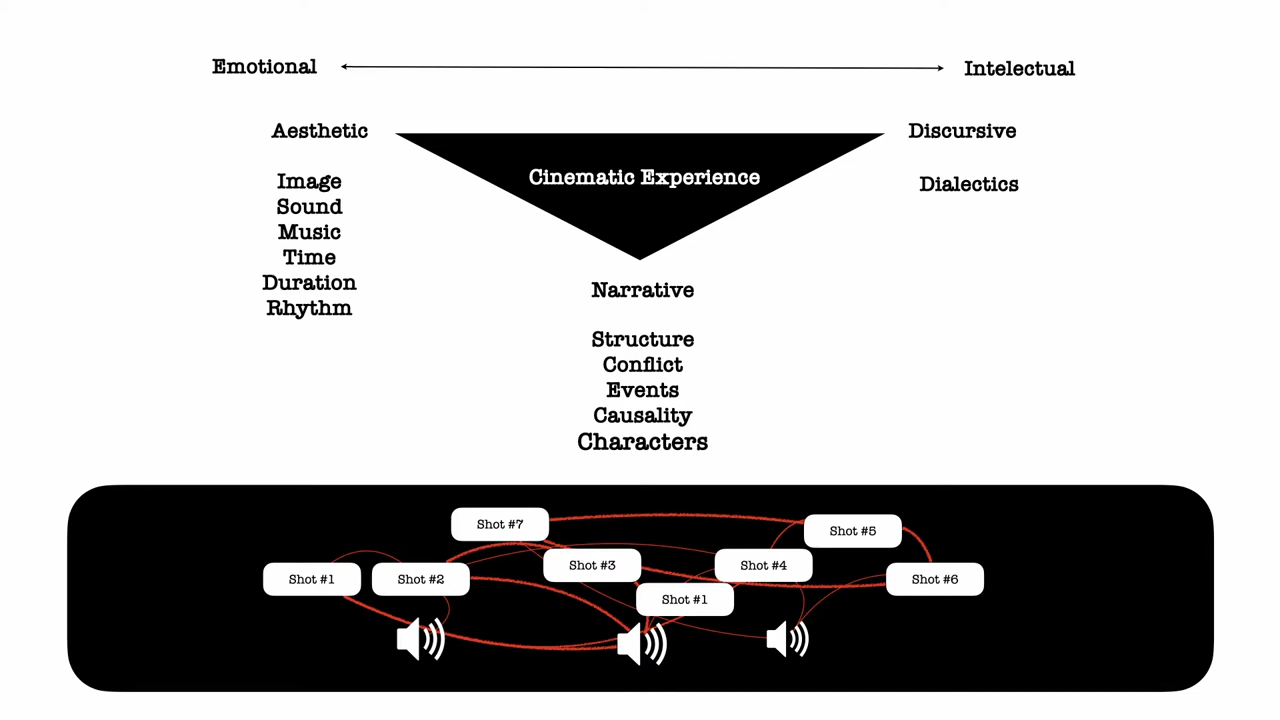 Emotional
Intelectual
Aesthetic
Discursive
Cinematic Experience
Image
Sound
Music
Time
Duration
Rhythm
Dialectics
Narrative
Structure
Conflict
Events
Causality
Characters
Shot #7
Shot #5
Shot #3
Shot #4
Shot #1
Shot #2
Shot #6
Shot #1